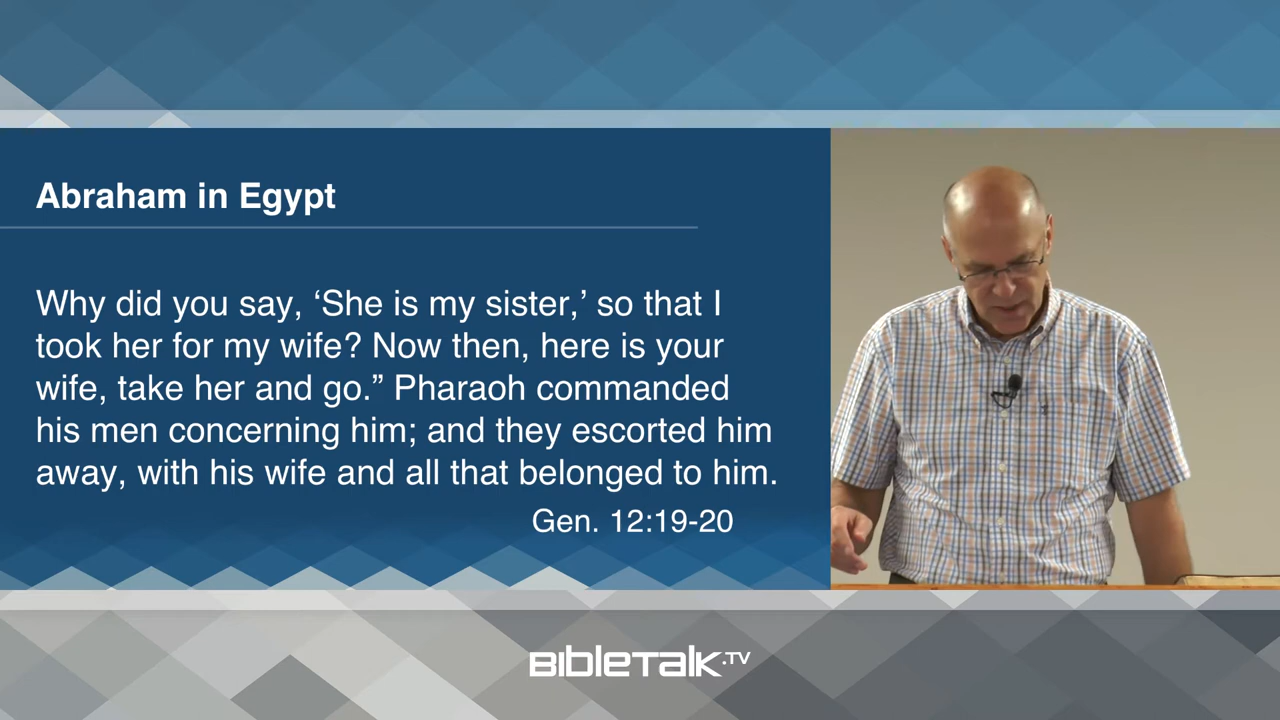 Abraham in Egypt
Why did you say, ‘She is my sister,’ so that I
took her for my wife? Now then, here is your
wife, take her and go.” Pharaoh commanded
his men concerning him; and they escorted him
away, with his wife and all that belonged to him.
Gen. 12:19-20
BibleTalk.TV